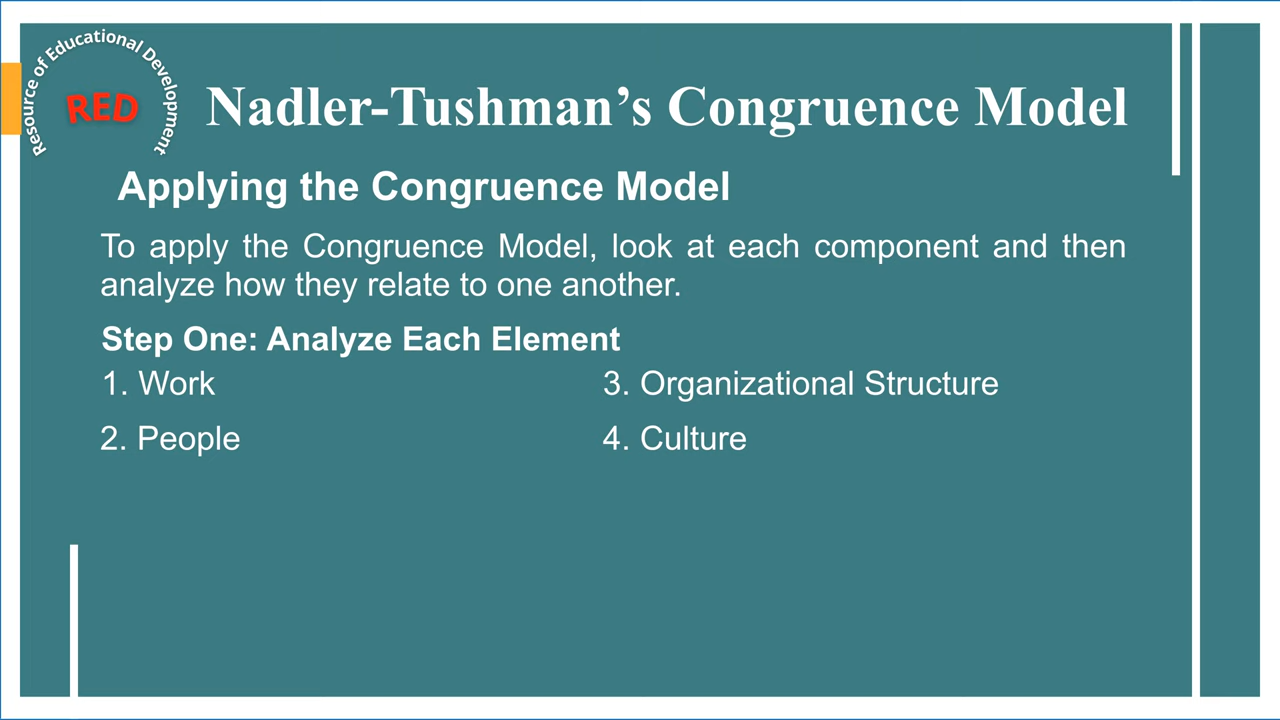 Resource of Educational Development
RED
Nadler-Tushman’s Congruence Model
Applying the Congruence Model
To apply the Congruence Model, look at each component and then
analyze how they relate to one another.
Step One: Analyze Each Element
1. Work
2. People
3. Organizational Structure
4. Culture